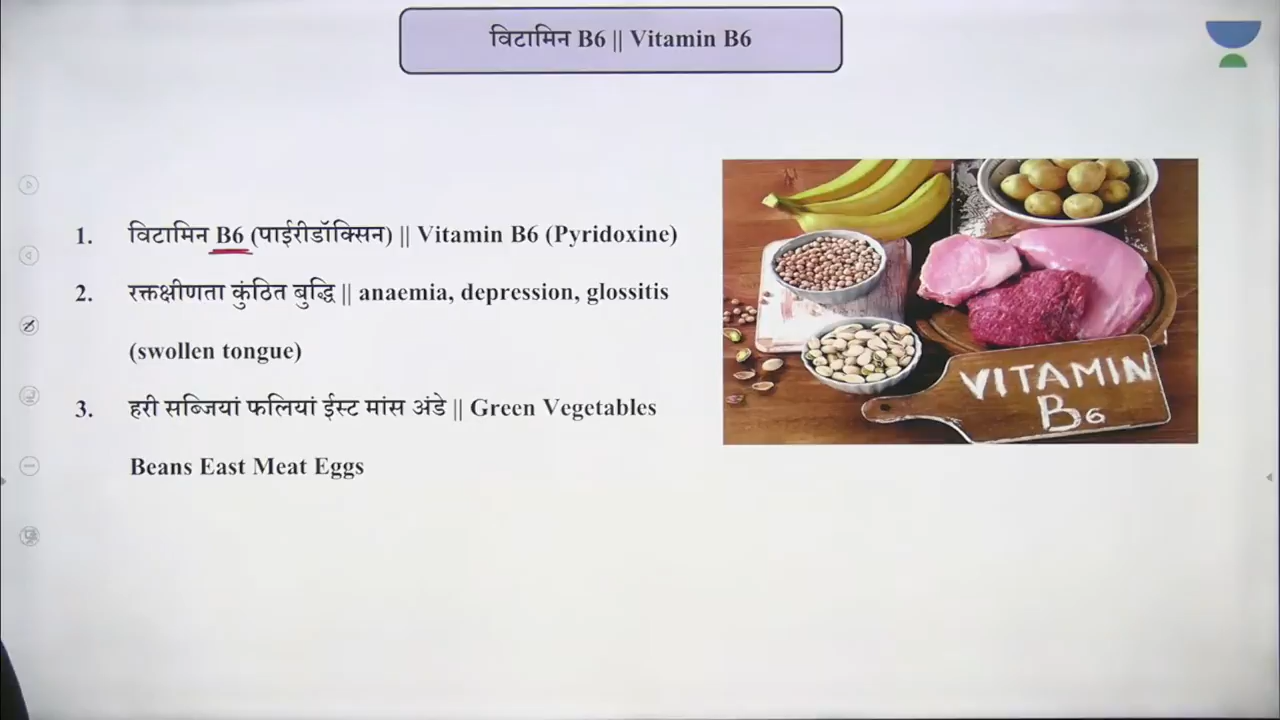 विटामिन B6 || Vitamin B6
1. विटामिन B6 (पाईरीडॉक्सिन) || Vitamin B6 (Pyridoxine)
2. रक्तक्षीणता कुंठित बुद्धि || anaemia, depression, glossitis
(swollen tongue)
3. हरी सब्जियां फलियां ईस्ट मांस अंडे || Green Vegetables
Beans East Meat Eggs
VITAMIN
B6